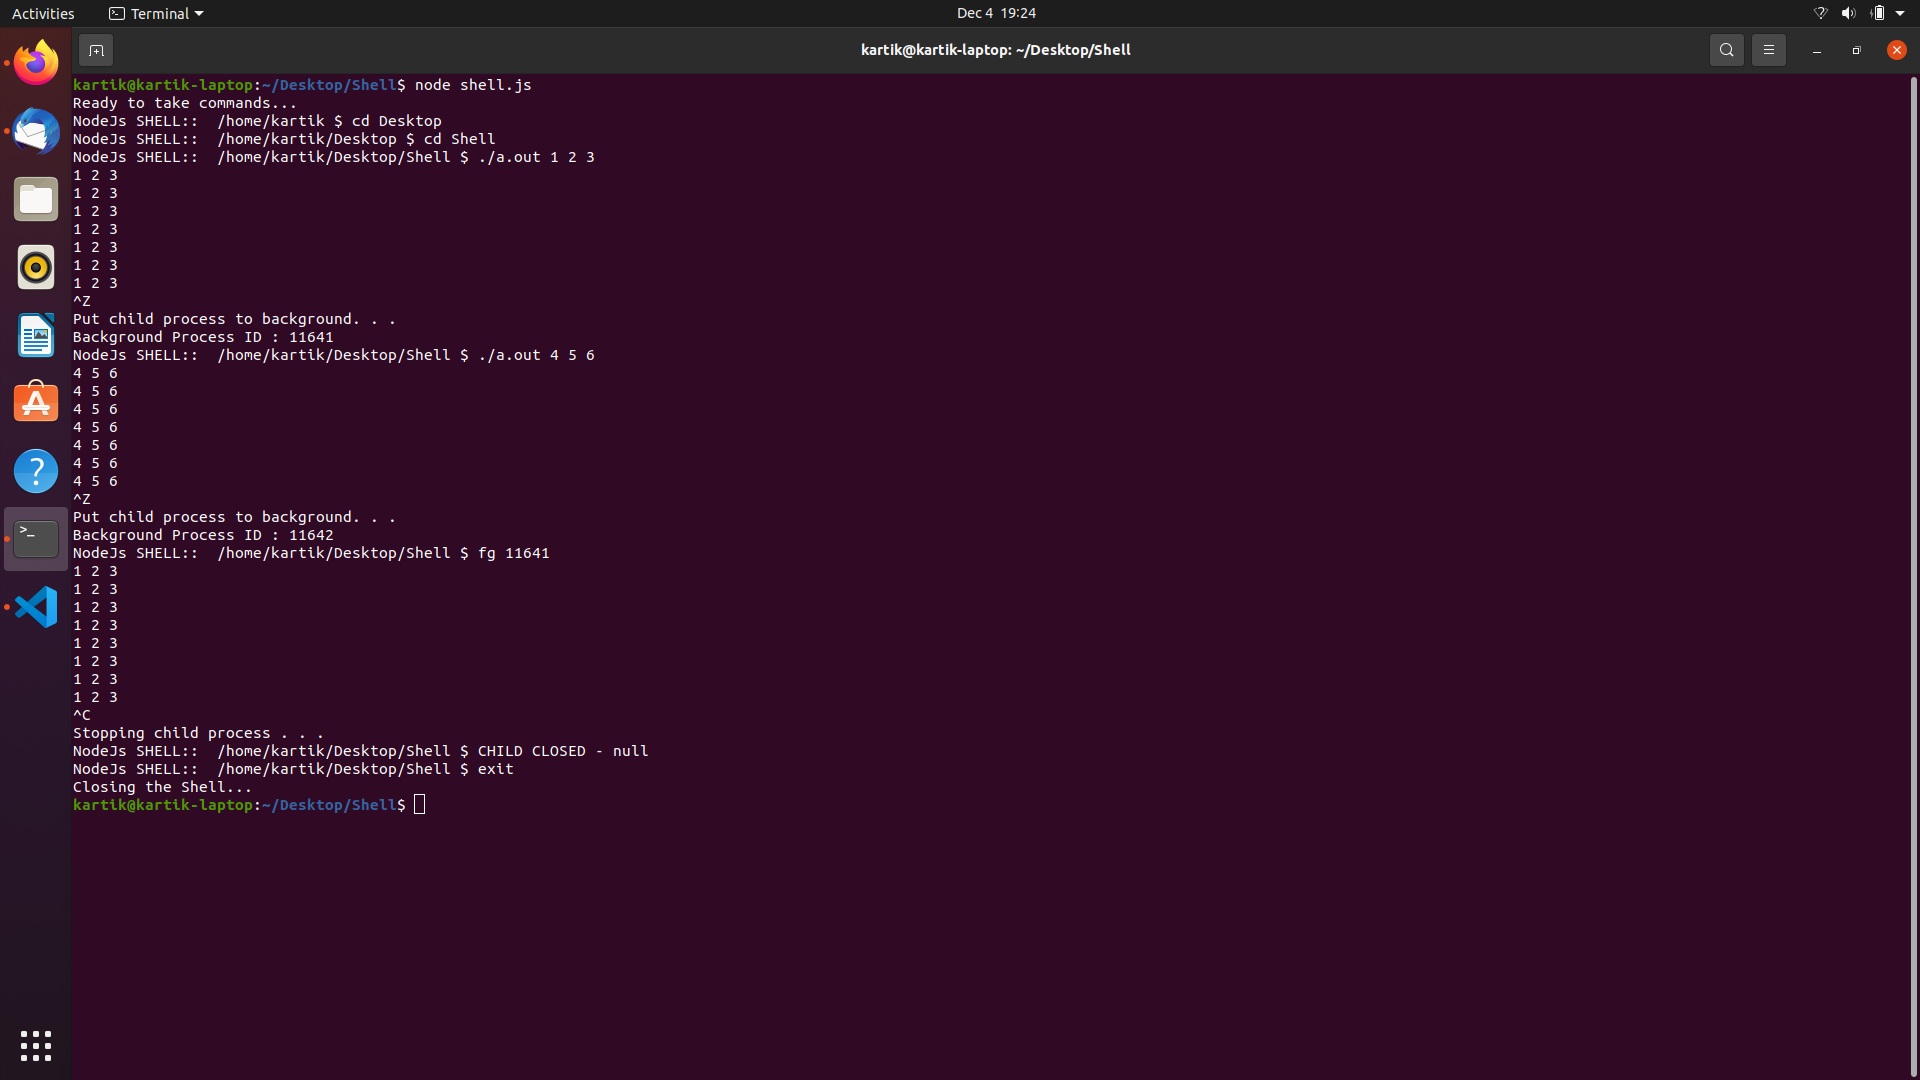 Activities
Terminal
Dec 4 19:24
kartik@kartik-laptop: ~/Desktop/Shell
kartik@kartik-laptop:~/Desktop/Shell$ node shell.js
Ready to take commands...
NodeJs SHELL::  /home/kartik $ cd Desktop
NodeJs SHELL::  /home/kartik/Desktop $ cd Shell
NodeJs SHELL::  /home/kartik/Desktop/Shell $ ./a.out 1 2 3
1 2 3
1 2 3
1 2 3
1 2 3
1 2 3
1 2 3
1 2 3
^Z
Put child process to background. . .
Background Process ID : 11641
NodeJs SHELL::  /home/kartik/Desktop/Shell $ ./a.out 4 5 6
4 5 6
4 5 6
4 5 6
4 5 6
4 5 6
4 5 6
4 5 6
^Z
Put child process to background. . .
Background Process ID : 11642
NodeJs SHELL::  /home/kartik/Desktop/Shell $ fg 11641
1 2 3
1 2 3
1 2 3
1 2 3
1 2 3
1 2 3
1 2 3
1 2 3
^C
Stopping child process . . .
NodeJs SHELL::  /home/kartik/Desktop/Shell $ CHILD CLOSED - null
NodeJs SHELL::  /home/kartik/Desktop/Shell $ exit
Closing the Shell...
kartik@kartik-laptop:~/Desktop/Shell$